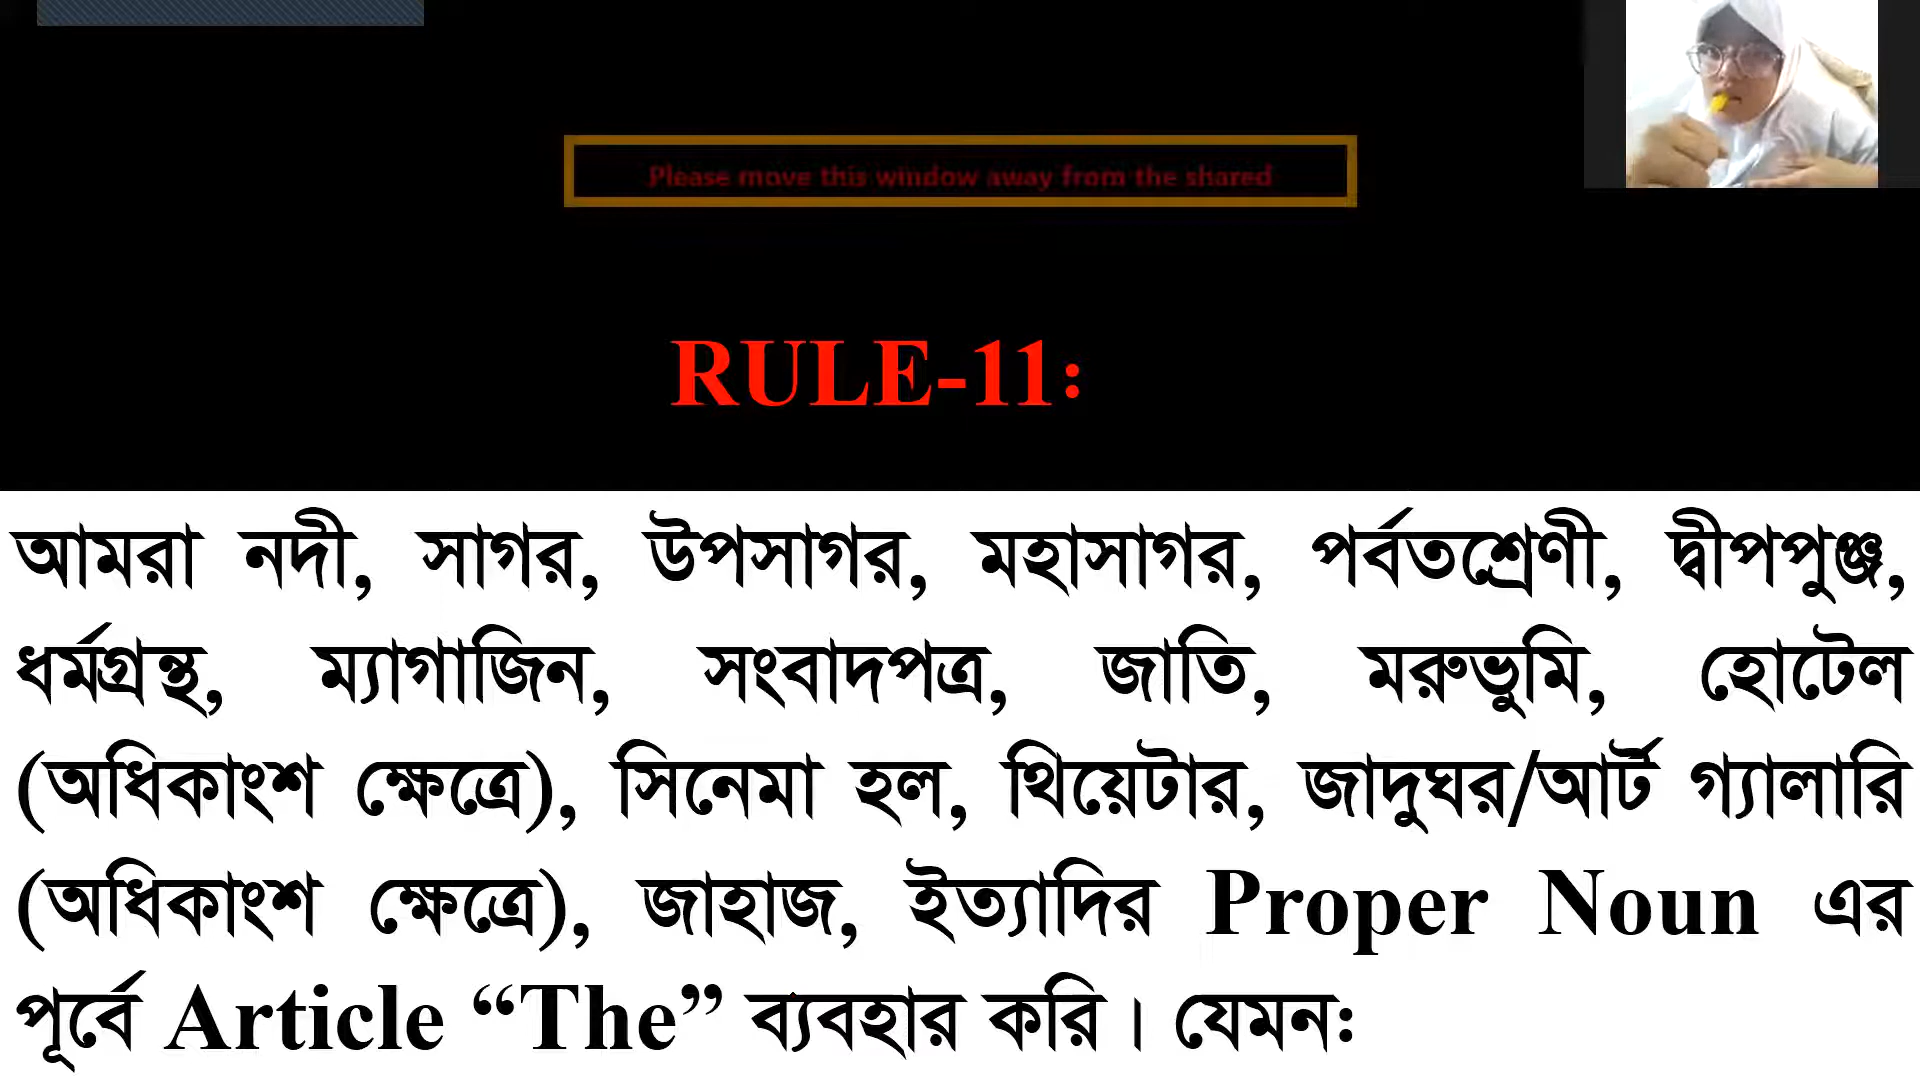 Please move this window away from the shared
RULE-11:
আমরা নদী, সাগর, উপসাগর, মহাসাগর, পর্বতশ্রেণী, দ্বীপপুঞ্জ,
ধর্মগ্রন্থ, ম্যাগাজিন, সংবাদপত্র, জাতি, মরুভুমি, হোটেল
(অধিকাংশ ক্ষেত্রে), সিনেমা হল, থিয়েটার, জাদুঘর/আর্ট গ্যালারি
(অধিকাংশ ক্ষেত্রে), জাহাজ, ইত্যাদির Proper Noun এর
পূর্বে Article “The” ব্যবহার করি। যেমনঃ